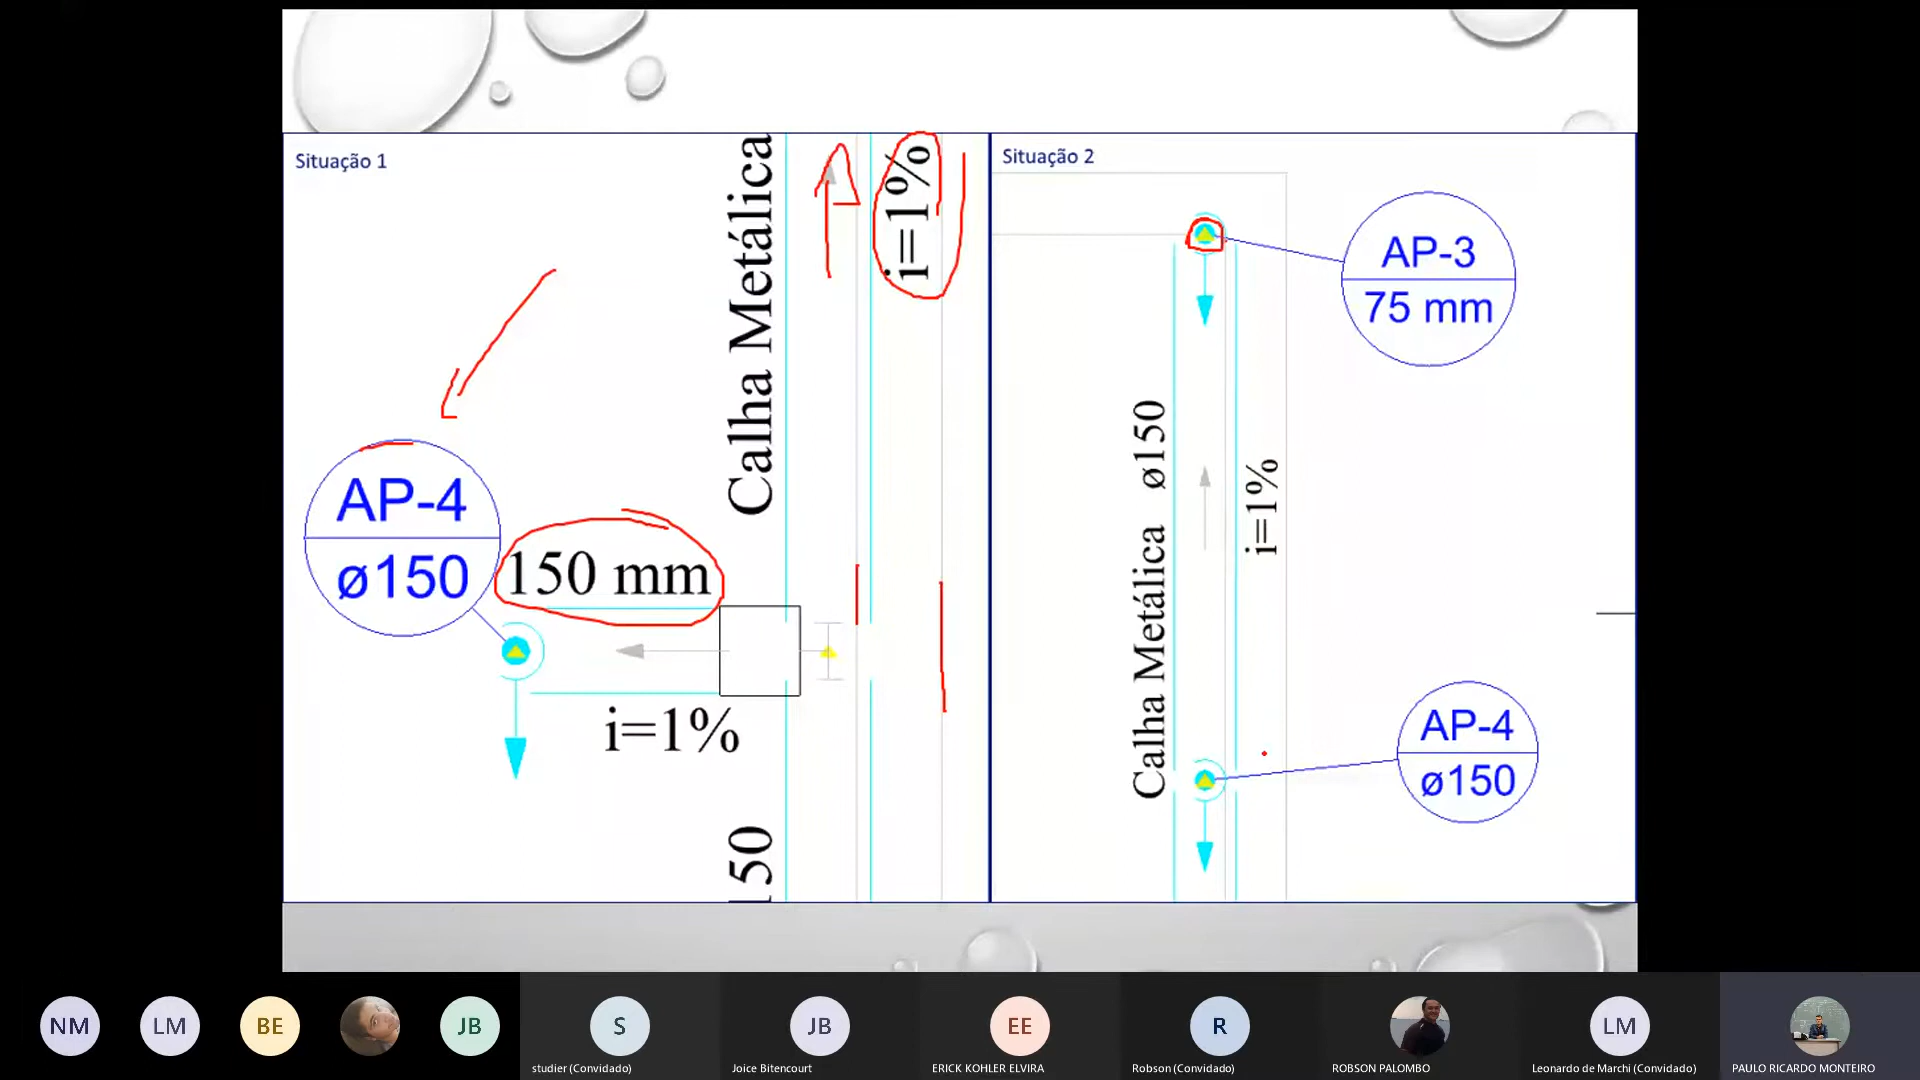 Situação 1
Calha Metálica
i=1%
AP-4
ø150
150 mm
i=1%
150
Situação 2
AP-3
75 mm
Calha Metálica ø150
i=1%
AP-4
ø150
NM
LM
BE
JB
S
studier (Convidado)
JB
Joice Bitencourt
EE
ERICK KOHLER ELVIRA
R
Robson (Convidado)
ROBSON PALOMBO
LM
Leonardo de Marchi (Convidado)
PAULO RICARDO MONTEIRO